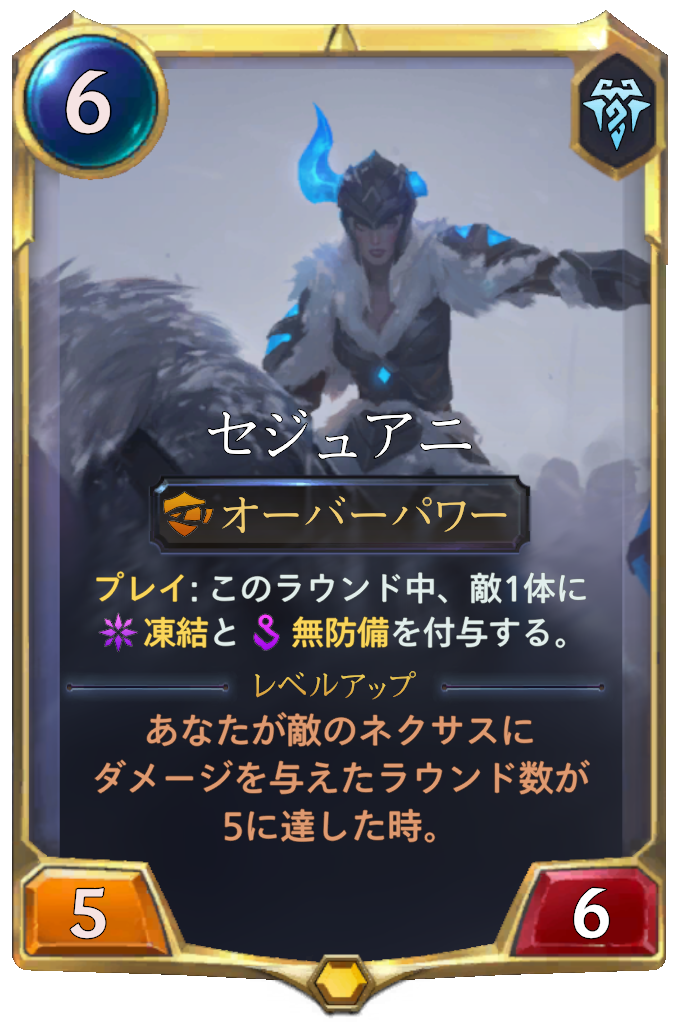 6
セジュアニ
オーバーパワー
プレイ: このラウンド中、敵1体に
凍結と 無防備を付与する。
レベルアップ
あなたが敵のネクサスに
ダメージを与えたラウンド数が
5に達した時。
5
6